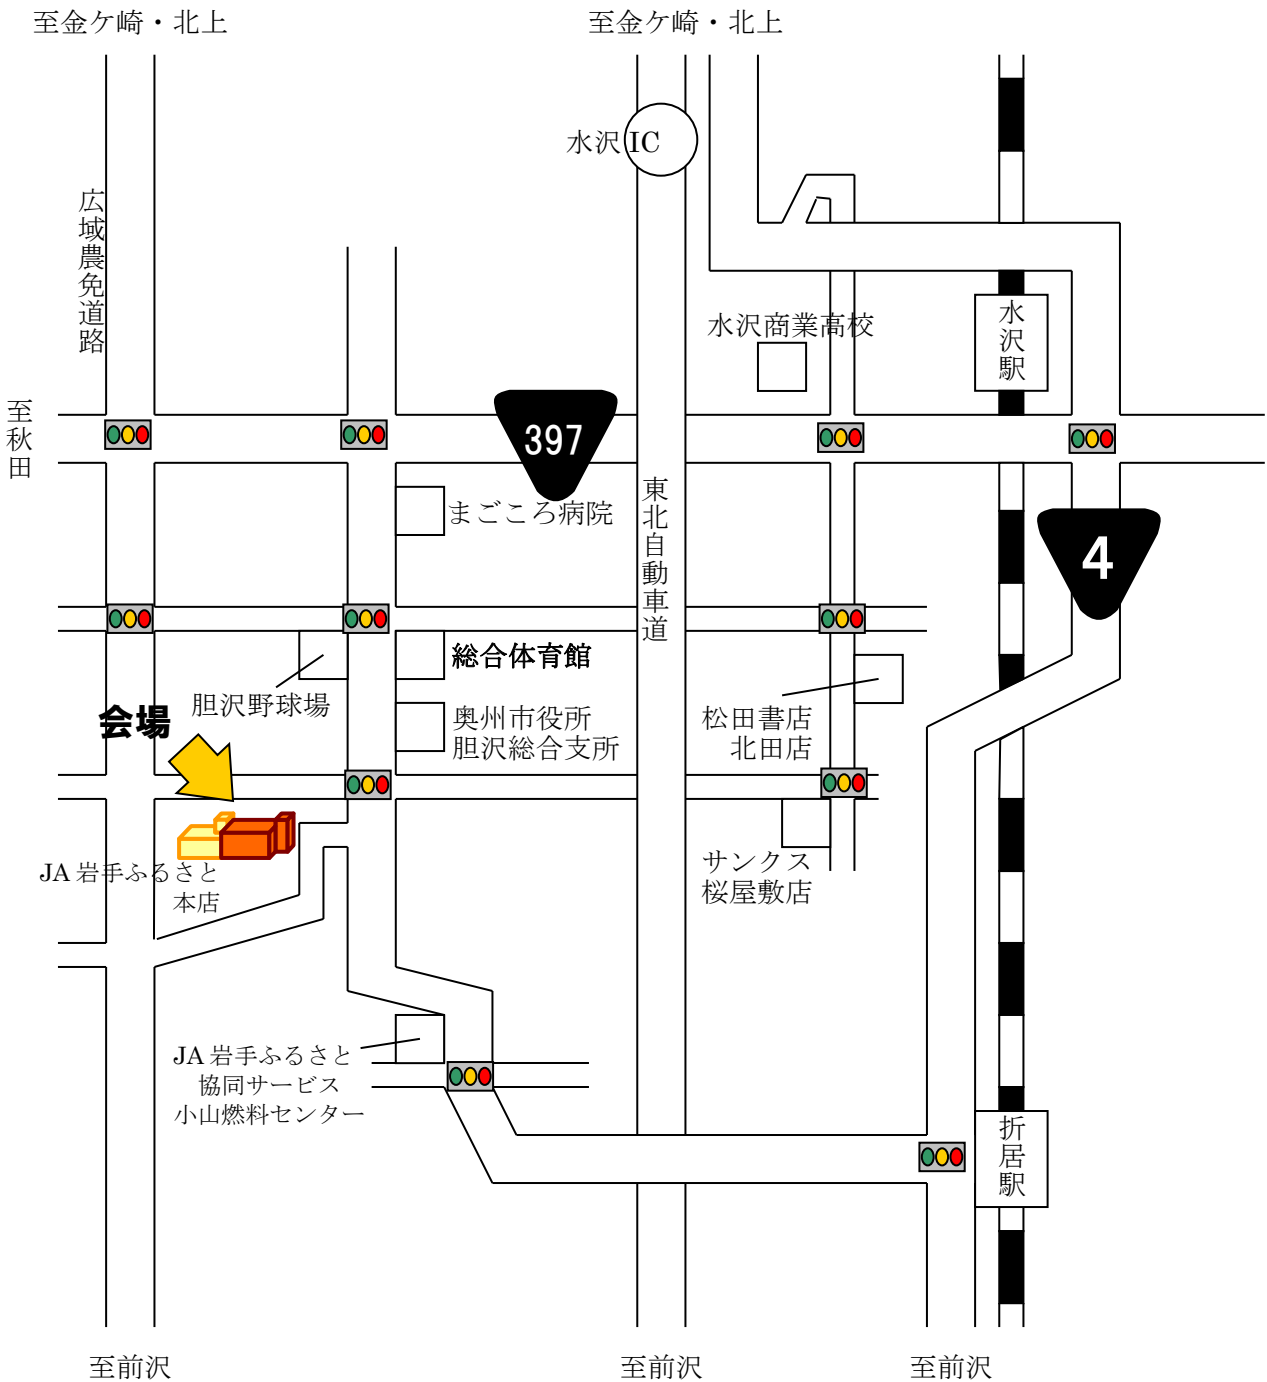 至金ケ崎・北上
至金ケ崎・北上
水沢IC
広域農免道路
水沢商業高校
水沢駅
至秋田
397
東北自動車道
まごころ病院
4
総合体育館
胆沢野球場
会場
奥州市役所
胆沢総合支所
松田書店
北田店
JA岩手ふるさと
本店
サンクス
桜屋敷店
JA岩手ふるさと
協同サービス
小山燃料センター
折居駅
至前沢
至前沢
至前沢